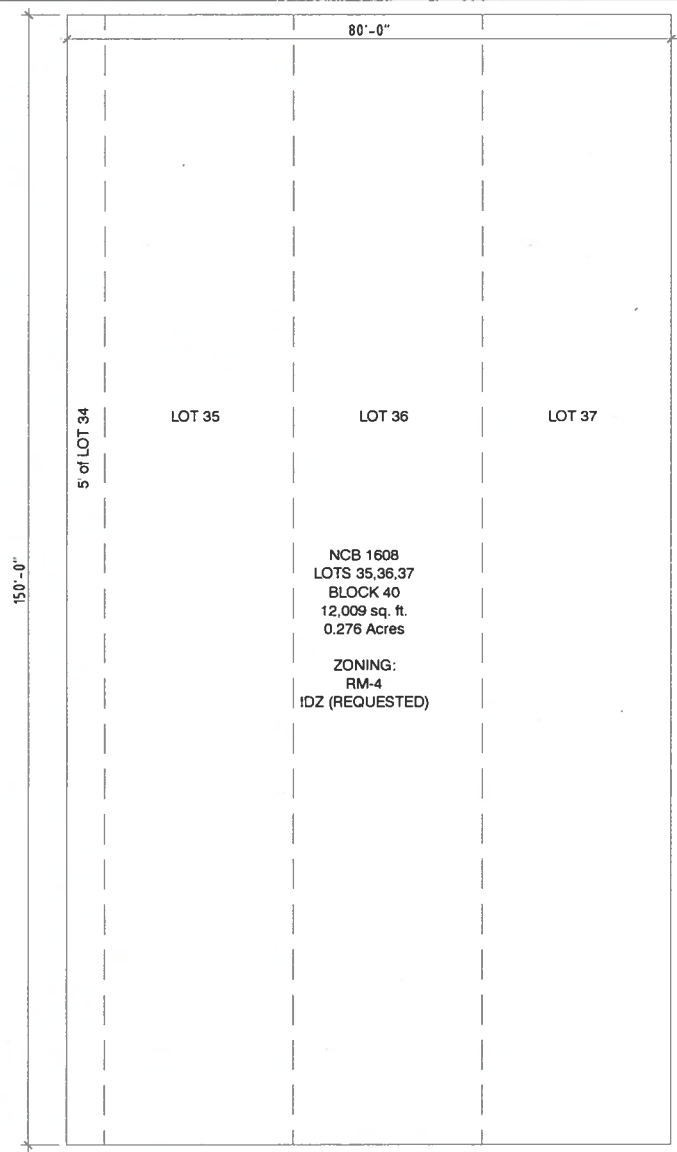 80'-0"
5' of LOT 34
LOT 35
LOT 36
LOT 37
150'-0"
NCB 1608
LOTS 35,36,37
BLOCK 40
12,009 sq. ft.
0.276 Acres
ZONING:
RM-4
IDZ (REQUESTED)